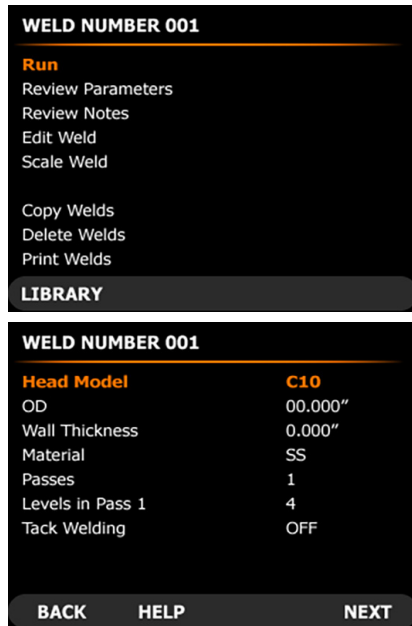 WELD NUMBER 001
Run
Review Parameters
Review Notes
Edit Weld
Scale Weld
Copy Welds
Delete Welds
Print Welds
LIBRARY
WELD NUMBER 001
Head Model C10
OD 00.000”
Wall Thickness 0.000”
Material SS
Passes 1
Levels in Pass 1 4
Tack Welding OFF
BACK HELP NEXT